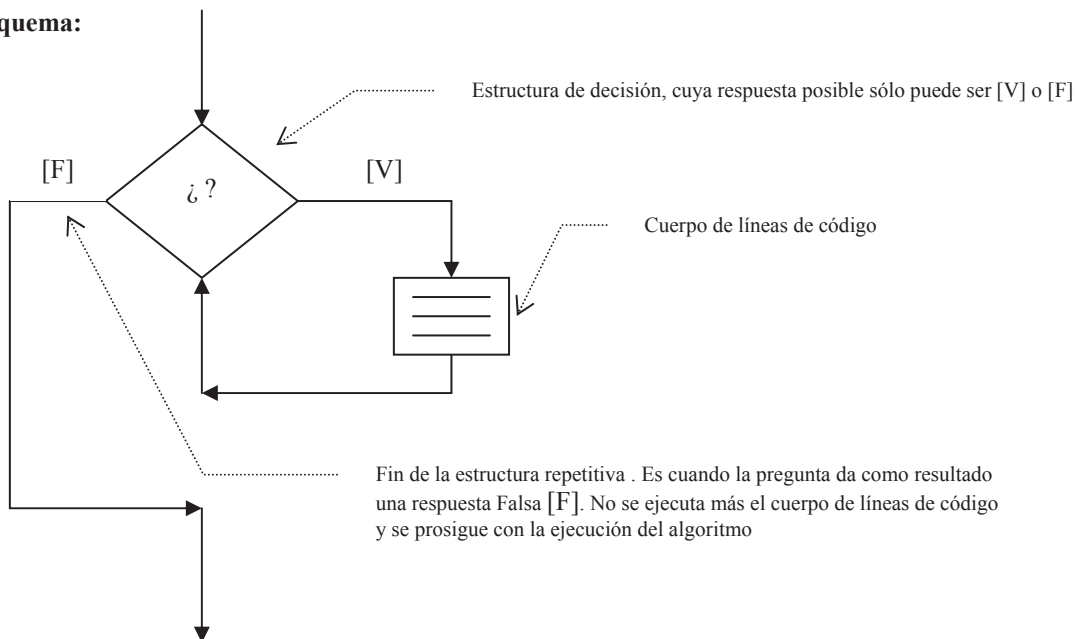 quema:
Estructura de decisión, cuya respuesta posible sólo puede ser [V] o [F]
[F]
[V]
¿ ?
Cuerpo de líneas de código
Fin de la estructura repetitiva . Es cuando la pregunta da como resultado
una respuesta Falsa [F]. No se ejecuta más el cuerpo de líneas de código
y se prosigue con la ejecución del algoritmo